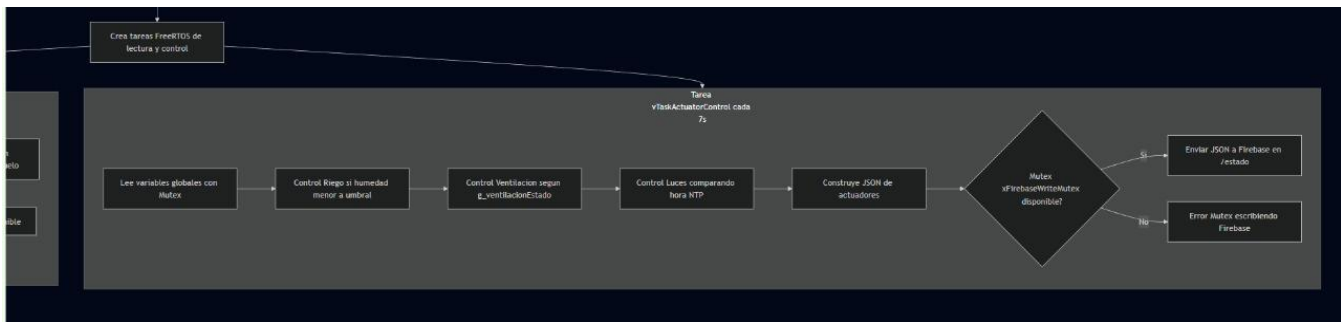 Crea tareas FreeRTOS de
lectura y control
Tarea
vTaskActuatorControl cada
7s
elo
ible
Lee variables globales con
Mutex
Control Riego si humedad
menor a umbral
Control Ventilacion segun
g_ventilacionEstado
Control Luces comparando
hora NTP
Construye JSON de
actuadores
Mutex
xFirebaseWriteMutex
disponible?
Si
Enviar JSON a Firebase en
/estado
No
Error Mutex escribiendo
Firebase